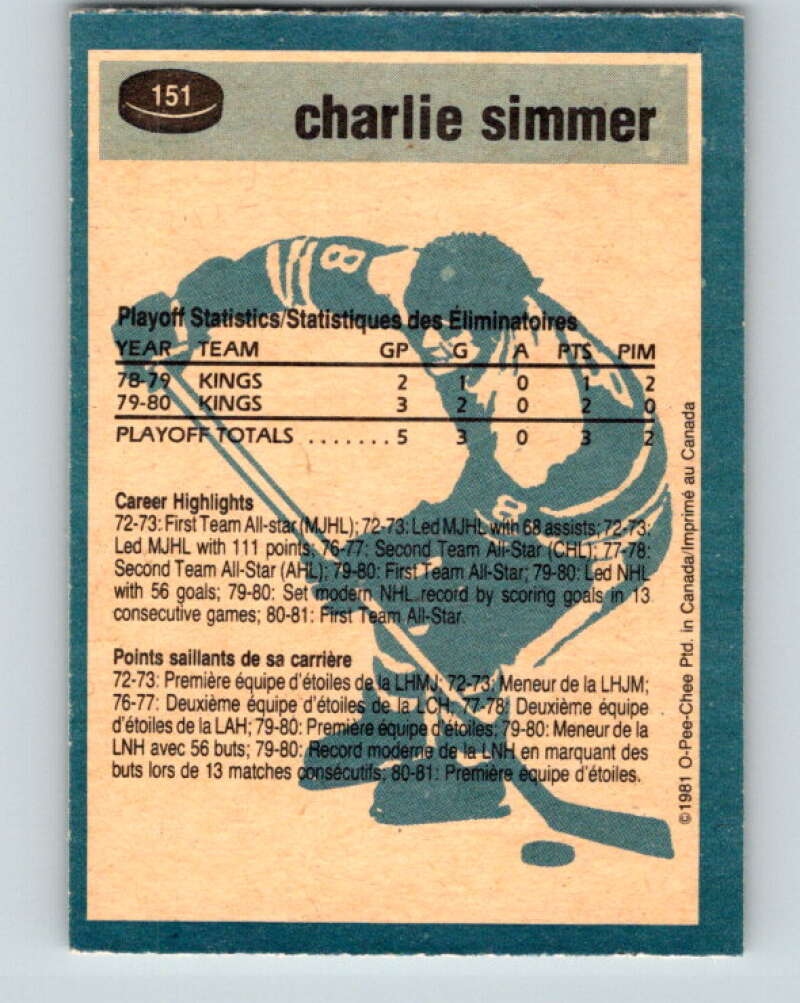 151
charlie simmer
8
Playoff Statistics/Statistiques des Éliminatoires
YEAR TEAM GP G A PTS PIM
78-79 KINGS 2 1 0 1 2
79-80 KINGS 3 2 0 2 0
PLAYOFF TOTALS ....... 5 3 0 3 2
8
Career Highlights
72-73: First Team All-star (MJHL); 72-73: Led MJHL with 68 assists; 72-73:
Led MJHL with 111 points; 76-77: Second Team All-Star (CHL); 77-78:
Second Team All-Star (AHL); 79-80: First Team All-Star; 79-80: Led NHL
with 56 goals; 79-80: Set modern NHL record by scoring goals in 13
consecutive games; 80-81: First Team All-Star.
Points saillants de sa carrière
72-73: Première équipe d'étoiles de la LHMJ; 72-73; Meneur de la LHJM;
76-77: Deuxième équipe d'étoiles de la LCH; 77-78: Deuxième équipe
d'étoiles de la LAH; 79-80: Première équipe d'étoiles; 79-80: Meneur de la
LNH avec 56 buts; 79-80: Record moderne de la LNH en marquant des
buts lors de 13 matches consécutifs; 80-81: Première équipe d'étoiles.
©1981 O-Pee-Chee Ptd. in Canada/Imprimé au Canada